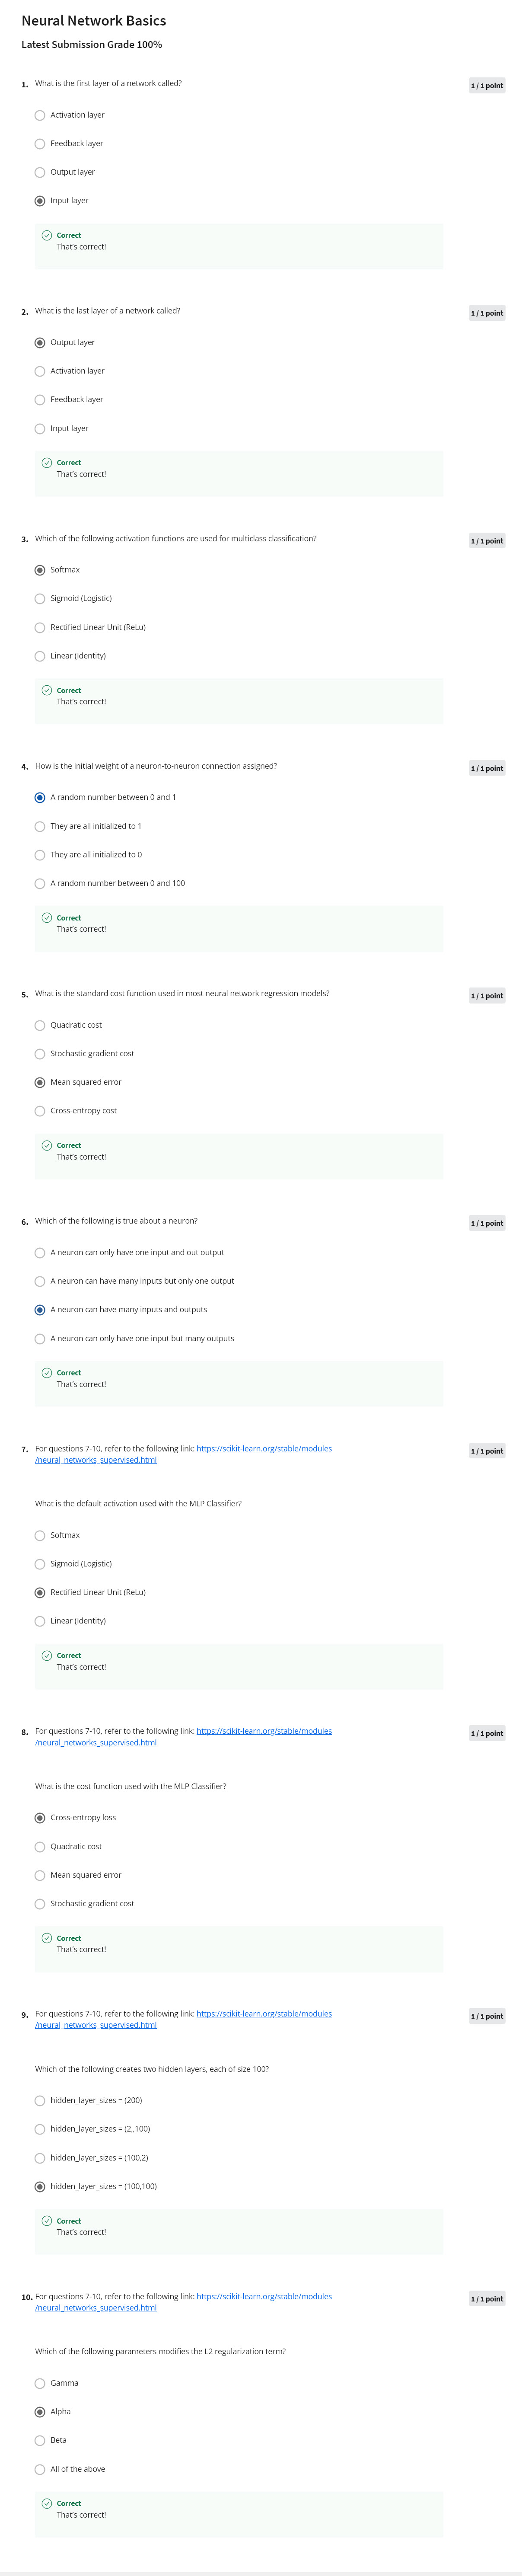 Neural Network Basics
Latest Submission Grade 100%
1. What is the first layer of a network called?
1 / 1 point
Activation layer
Feedback layer
Output layer
Input layer
Correct
That's correct!
2. What is the last layer of a network called?
1 / 1 point
Output layer
Activation layer
Feedback layer
Input layer
Correct
That's correct!
3. Which of the following activation functions are used for multiclass classification?
1 / 1 point
Softmax
Sigmoid (Logistic)
Rectified Linear Unit (ReLu)
Linear (Identity)
Correct
That's correct!
4. How is the initial weight of a neuron-to-neuron connection assigned?
1 / 1 point
A random number between 0 and 1
They are all initialized to 1
They are all initialized to 0
A random number between 0 and 100
Correct
That's correct!
5. What is the standard cost function used in most neural network regression models?
1 / 1 point
Quadratic cost
Stochastic gradient cost
Mean squared error
Cross-entropy cost
Correct
That's correct!
6. Which of the following is true about a neuron?
1 / 1 point
A neuron can only have one input and out output
A neuron can have many inputs but only one output
A neuron can have many inputs and outputs
A neuron can only have one input but many outputs
Correct
That's correct!
7. For questions 7-10, refer to the following link: https://scikit-learn.org/stable/modules
1 / 1 point
/neural_networks_supervised.html
What is the default activation used with the MLP Classifier?
Softmax
Sigmoid (Logistic)
Rectified Linear Unit (ReLu)
Linear (Identity)
Correct
That's correct!
8. For questions 7-10, refer to the following link: https://scikit-learn.org/stable/modules
1 / 1 point
/neural_networks_supervised.html
What is the cost function used with the MLP Classifier?
Cross-entropy loss
Quadratic cost
Mean squared error
Stochastic gradient cost
Correct
That's correct!
9. For questions 7-10, refer to the following link: https://scikit-learn.org/stable/modules
1 / 1 point
/neural_networks_supervised.html
Which of the following creates two hidden layers, each of size 100?
hidden_layer_sizes = (200)
hidden_layer_sizes = (2,,100)
hidden_layer_sizes = (100,2)
hidden_layer_sizes = (100,100)
Correct
That's correct!
10. For questions 7-10, refer to the following link: https://scikit-learn.org/stable/modules
1 / 1 point
/neural_networks_supervised.html
Which of the following parameters modifies the L2 regularization term?
Gamma
Alpha
Beta
All of the above
Correct
That's correct!